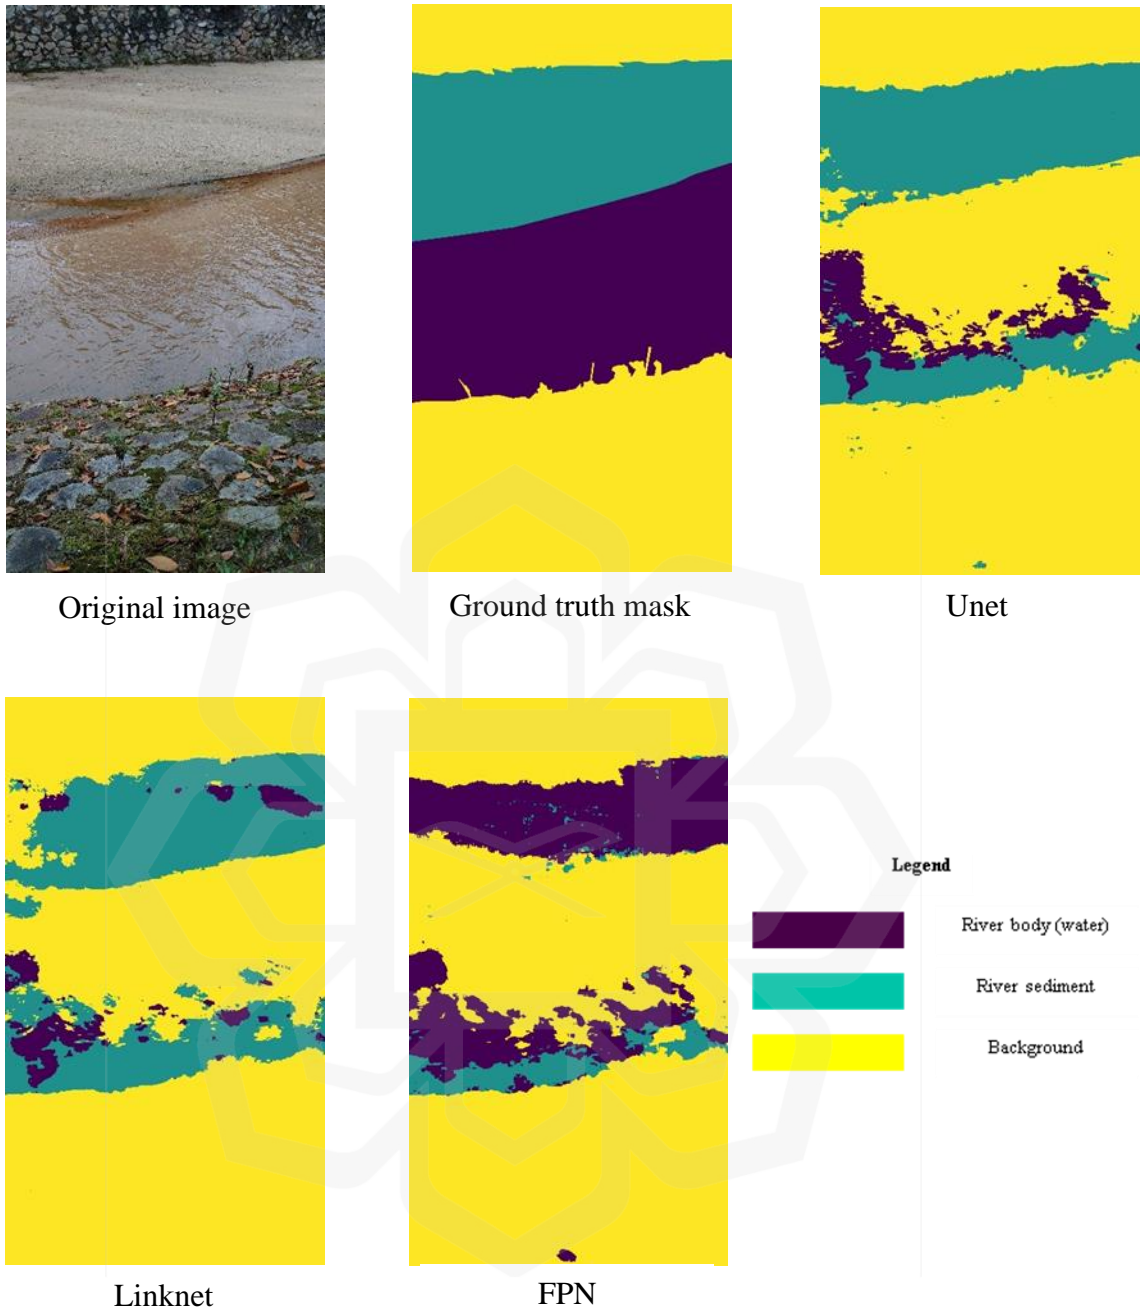 Original image
Ground truth mask
Unet
Legend
River body (water)
River sediment
Background
Linknet
FPN